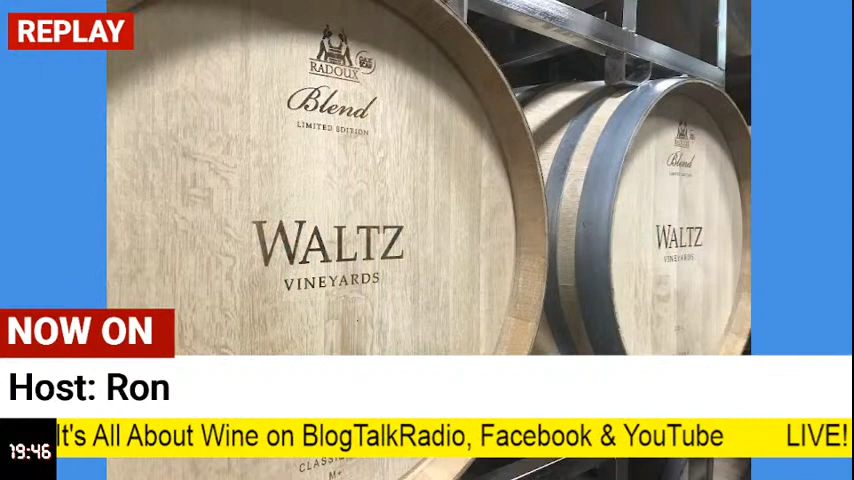 REPLAY
RADOUX
Blend
LIMITED EDITION
WALTZ
VINEYARDS
Blend
WALTZ
VINEYARDS
NOW ON
Host: Ron
19:46
It's All About Wine on BlogTalkRadio, Facebook & YouTube LIVE!
M+